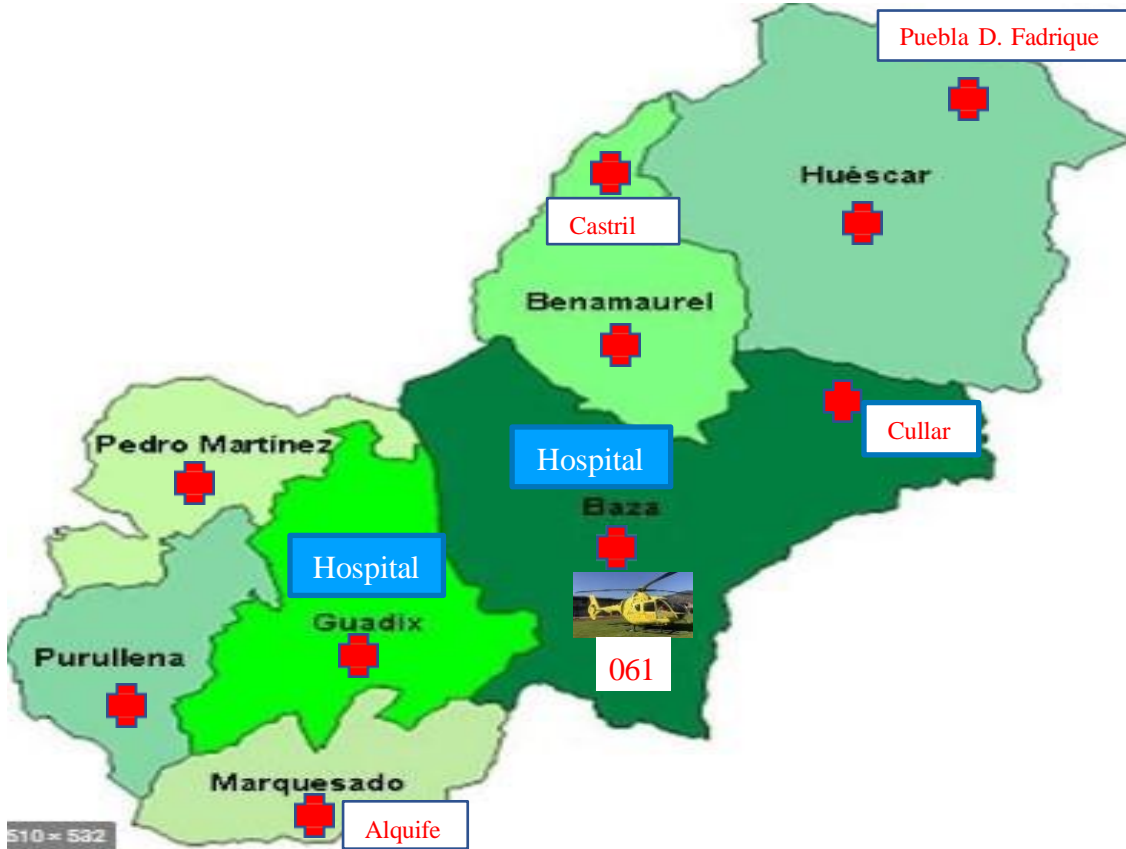 Puebla D. Fadrique
Huéscar
Castril
Benamaurel
Cullar
Pedro Martínez
Hospital
Baza
Hospital
Guadix
Purullena
061
Marquesado
Alquife
510 × 532